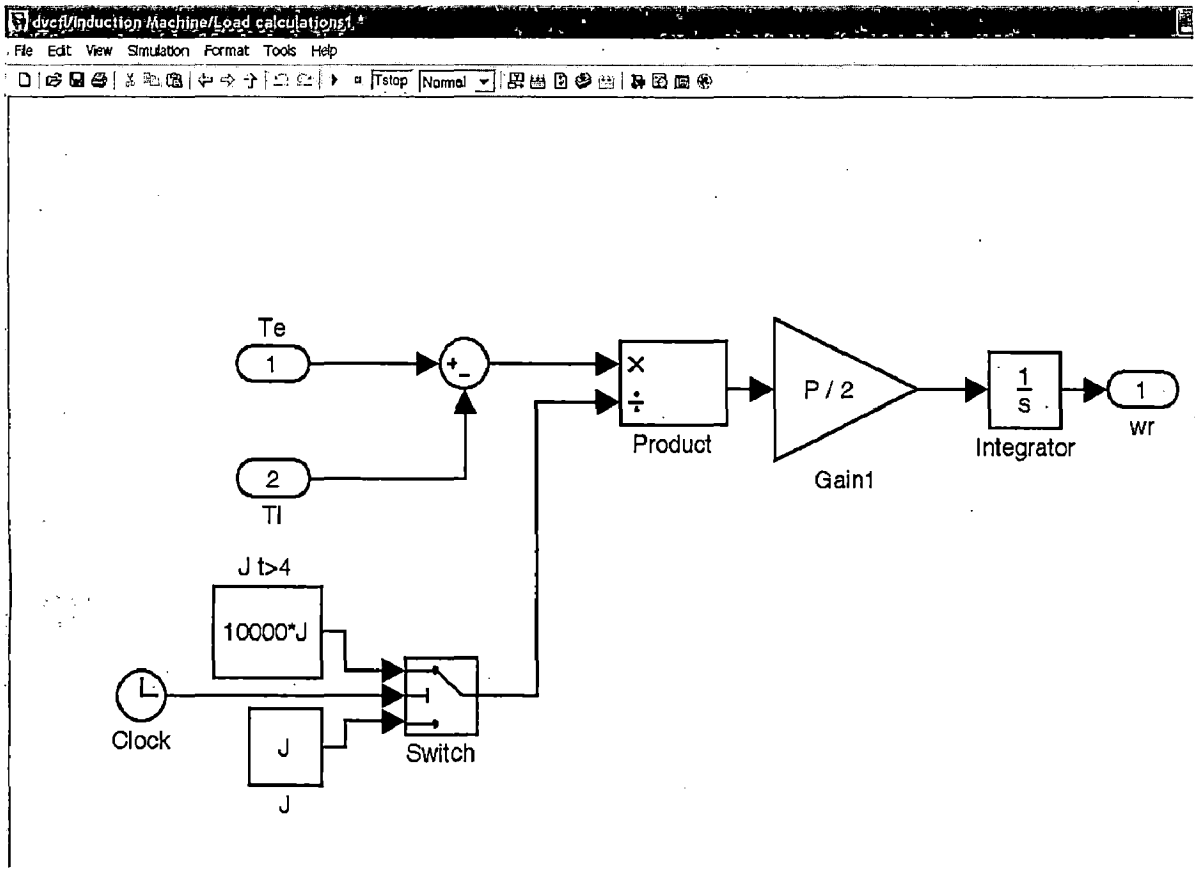 dvcfl/Induction Machine/Load calculations1 *
File Edit View Simulation Format Tools Help
Tstop Normal
Te
1
+
−
×
÷
Product
P / 2
Gain1
1
s
Integrator
1
wr
2
Tl
J t>4
10000*J
Clock
J
J
Switch